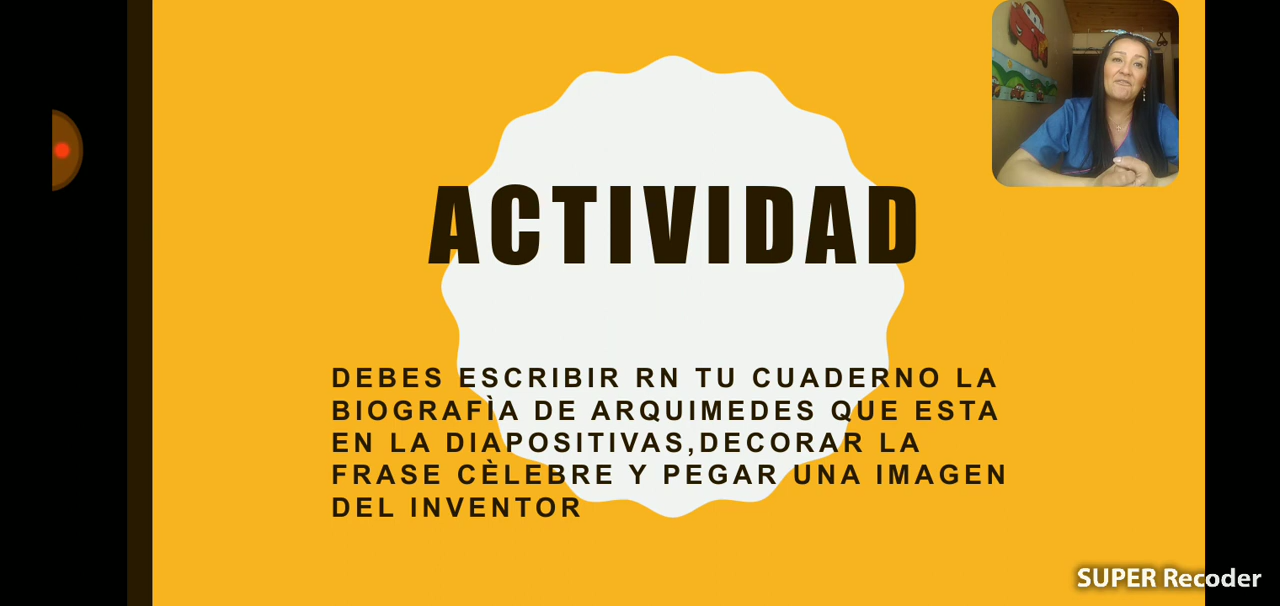 ACTIVIDAD
DEBES ESCRIBIR RN TU CUADERNO LA
BIOGRAFÌA DE ARQUIMEDES QUE ESTA
EN LA DIAPOSITIVAS,DECORAR LA
FRASE CÈLEBRE Y PEGAR UNA IMAGEN
DEL INVENTOR
SUPER Recoder